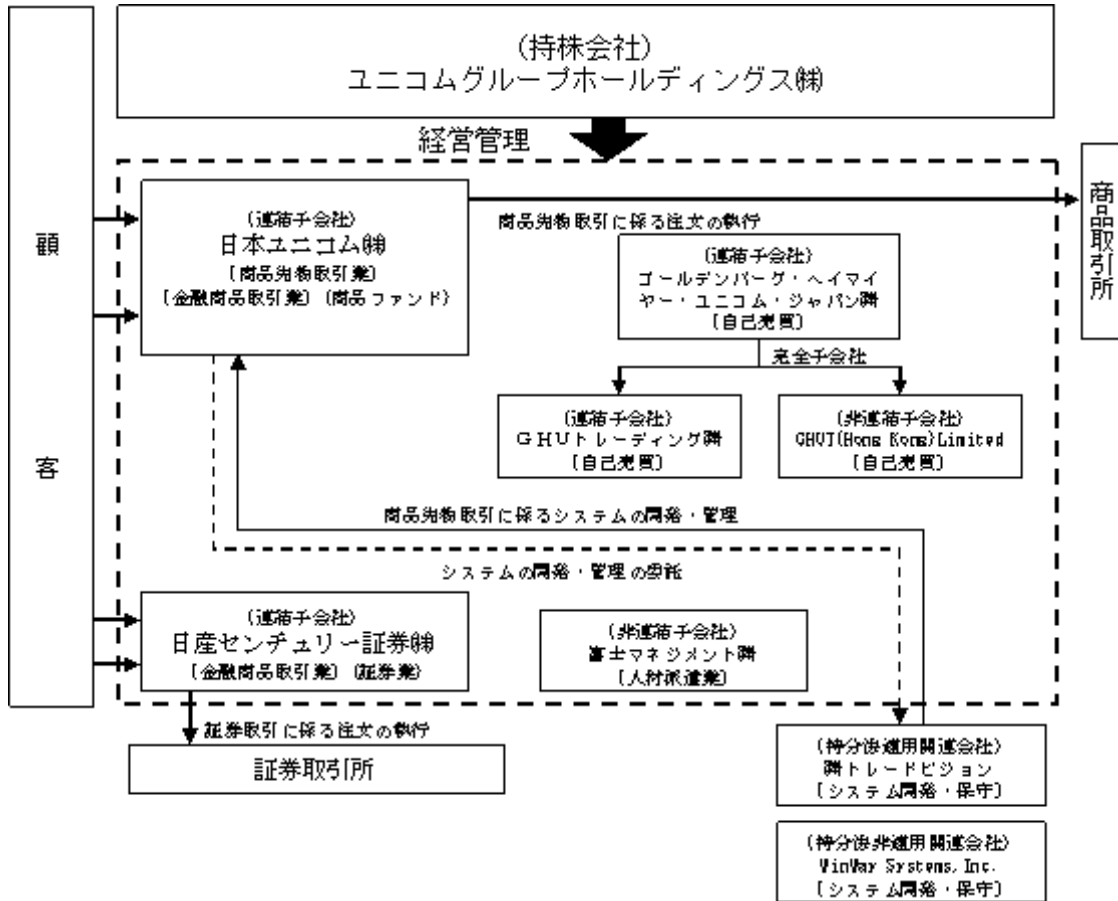 (持株会社)
ユニコムグループホールディングス㈱
経営管理
顧
客
商品取引所
(連結子会社)
日本ユニコム㈱
[商品先物取引業]
[金融商品取引業] (商品ファンド)
商品先物取引に係る注文の執行
(連結子会社)
ゴールデンバーグ・ヘイマイ
ヤー・ユニコム・ジャパン㈱
[自己売買]
完全子会社
(連結子会社)
GHUトレーディング㈱
[自己売買]
(非連結子会社)
GHUT(Hong Kong)Limited
[自己売買]
商品先物取引に係るシステムの開発・管理
システムの開発・管理の委託
(連結子会社)
日産センチュリー証券㈱
[金融商品取引業] (証券業)
(非連結子会社)
富士マネジメント㈱
[人材派遣業]
証券取引に係る注文の執行
証券取引所
(持分法適用関連会社)
㈱トレードビジョン
[システム開発・保守]
(持分法非適用関連会社)
WinWay Systems, Inc.
[システム開発・保守]